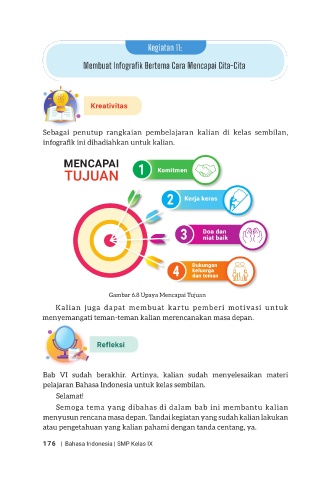 Kegiatan 11:
Membuat Infografik Bertema Cara Mencapai Cita-Cita
Kreativitas
Sebagai penutup rangkaian pembelajaran kalian di kelas sembilan,
infografik ini dihadiahkan untuk kalian.
MENCAPAI
TUJUAN
1 Komitmen
2 Kerja keras
3 Doa dan
niat baik
4 Dukungan
keluarga
dan teman
Gambar 6.8 Upaya Mencapai Tujuan
Kalian juga dapat membuat kartu pemberi motivasi untuk
menyemangati teman-teman kalian merencanakan masa depan.
Refleksi
Bab VI sudah berakhir. Artinya, kalian sudah menyelesaikan materi
pelajaran Bahasa Indonesia untuk kelas sembilan.
Selamat!
Semoga tema yang dibahas di dalam bab ini membantu kalian
menyusun rencana masa depan. Tandai kegiatan yang sudah kalian lakukan
atau pengetahuan yang kalian pahami dengan tanda centang, ya.
176 | Bahasa Indonesia | SMP Kelas IX